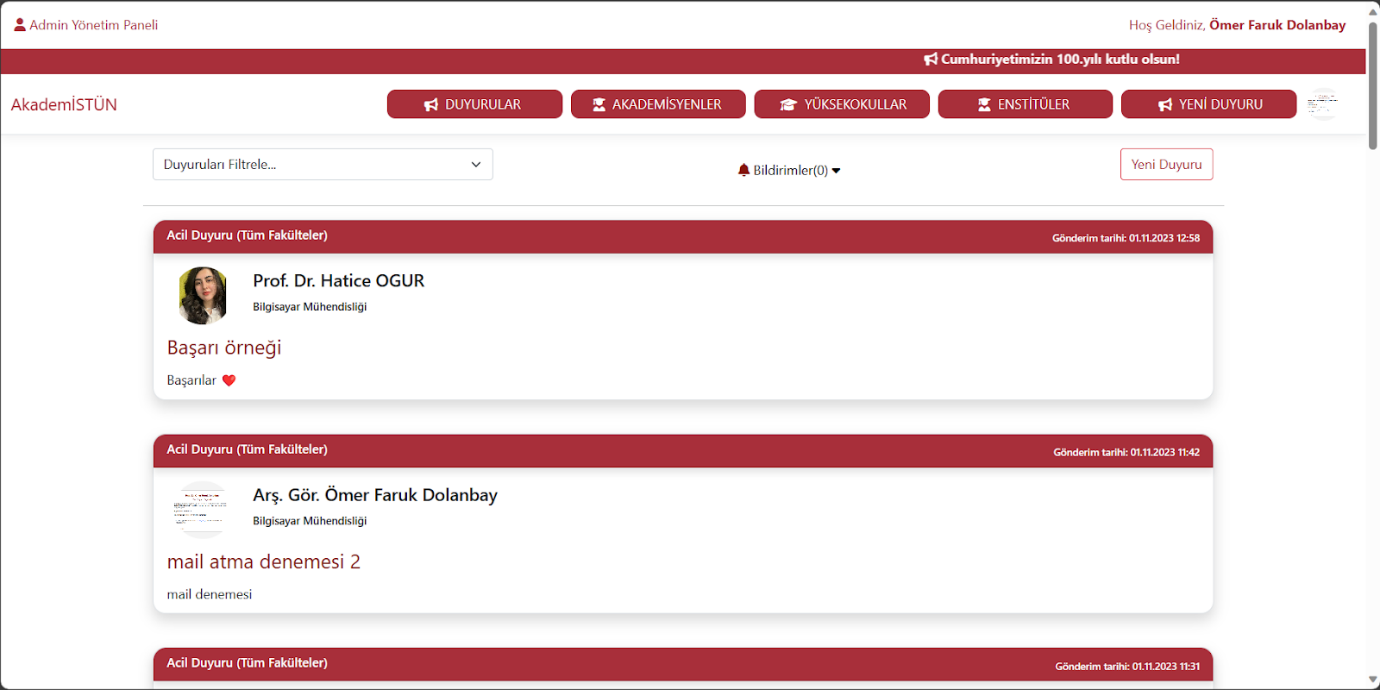 Admin Yönetim Paneli
Hoş Geldiniz, Ömer Faruk Dolanbay
Cumhuriyetimizin 100.yılı kutlu olsun!
AkademİSTÜN
DUYURULAR
AKADEMİSYENLER
YÜKSEKOKULLAR
ENSTİTÜLER
YENİ DUYURU
Duyuruları Filtrele...
Bildirimler(0)
Yeni Duyuru
Acil Duyuru (Tüm Fakülteler)
Gönderim tarihi: 01.11.2023 12:58
Prof. Dr. Hatice OGUR
Bilgisayar Mühendisliği
Başarı örneği
Başarılar ❤️
Acil Duyuru (Tüm Fakülteler)
Gönderim tarihi: 01.11.2023 11:42
Arş. Gör. Ömer Faruk Dolanbay
Bilgisayar Mühendisliği
mail atma denemesi 2
mail denemesi
Acil Duyuru (Tüm Fakülteler)
Gönderim tarihi: 01.11.2023 11:31